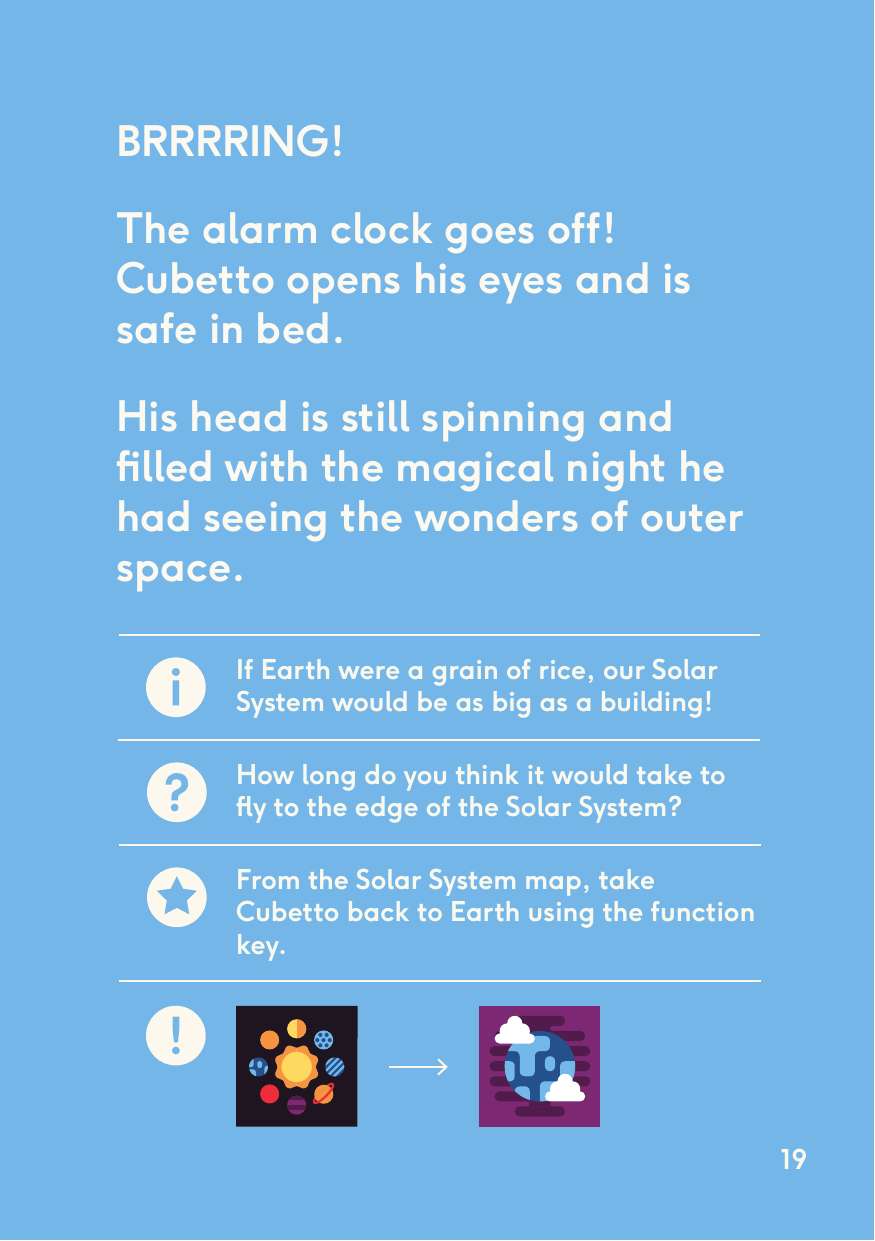 BRRRRING!
The alarm clock goes off!
Cubetto opens his eyes and is
safe in bed.
His head is still spinning and
filled with the magical night he
had seeing the wonders of outer
space.
i
If Earth were a grain of rice, our Solar
System would be as big as a building!
?
How long do you think it would take to
fly to the edge of the Solar System?
From the Solar System map, take
Cubetto back to Earth using the function
key.
!
19